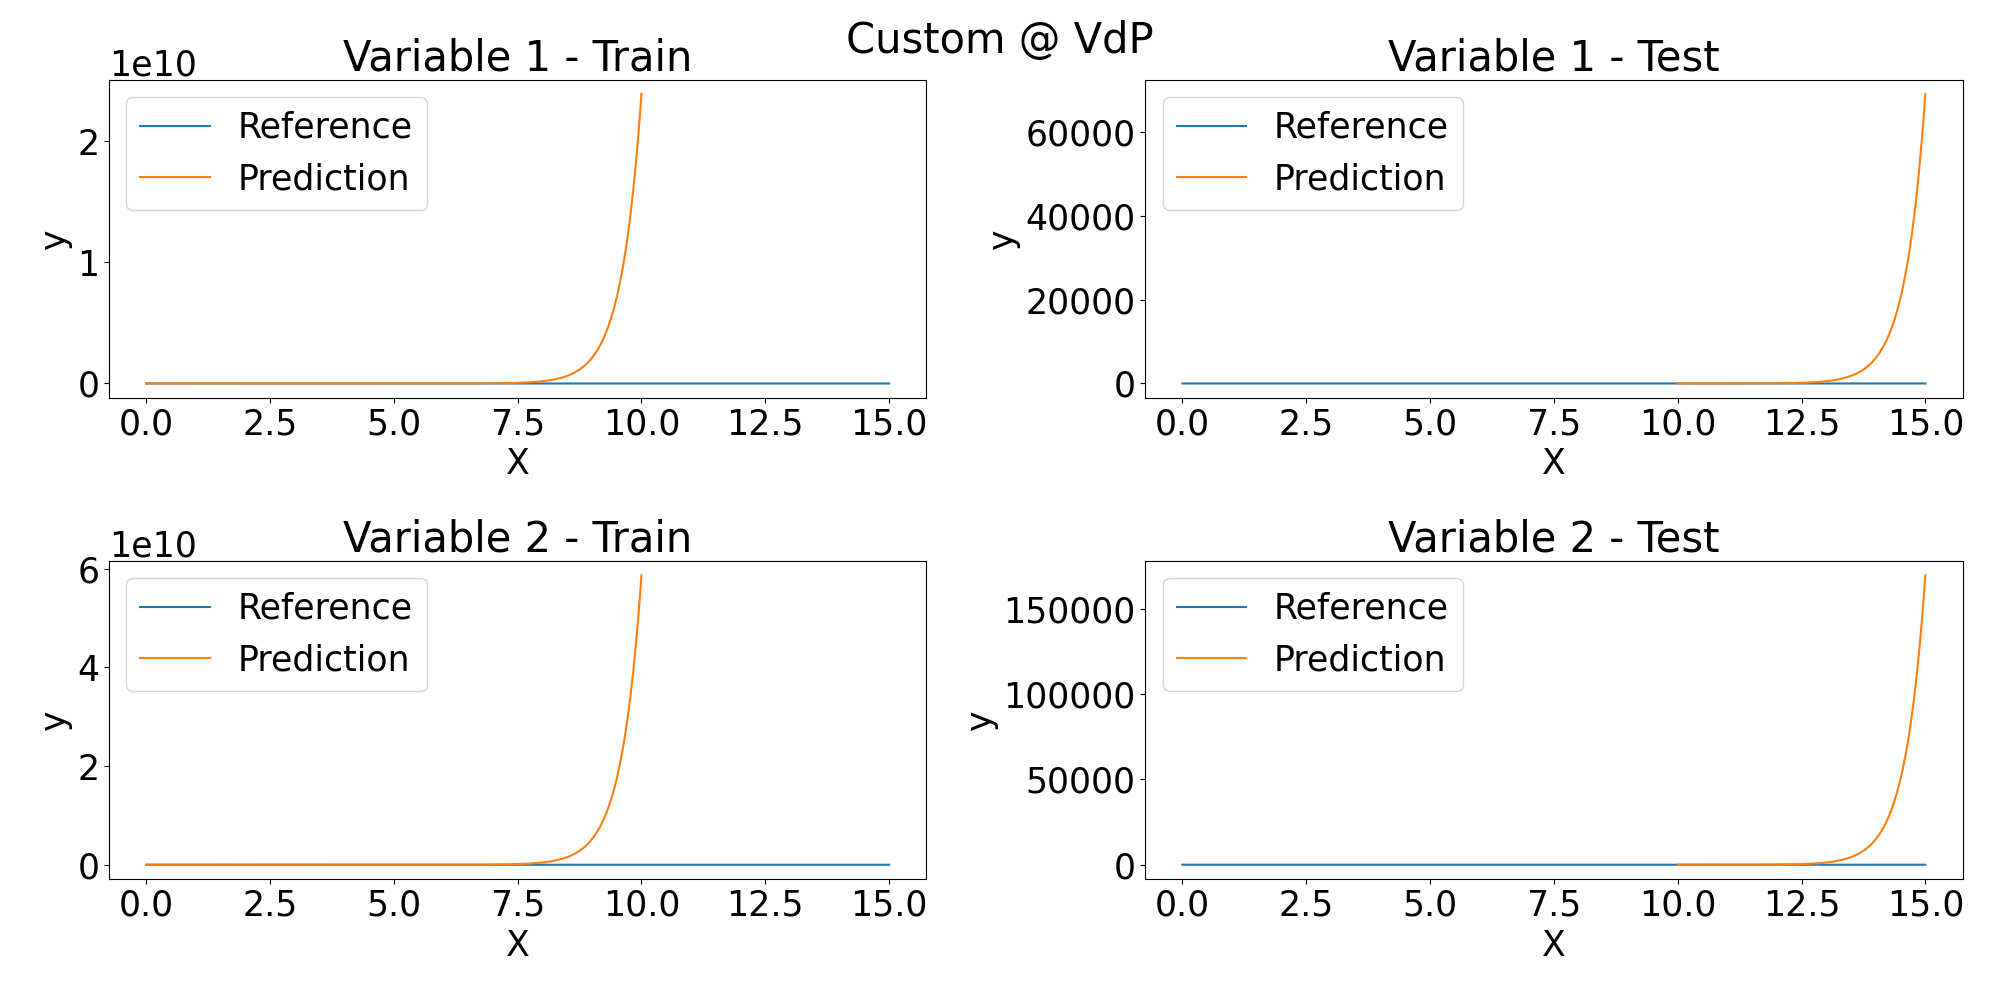 Custom @ VdP
Variable 1 - Train
1e10
2
1
0
y
Reference
Prediction
0.0 2.5 5.0 7.5 10.0 12.5 15.0
X
Variable 1 - Test
60000
40000
20000
0
y
Reference
Prediction
0.0 2.5 5.0 7.5 10.0 12.5 15.0
X
Variable 2 - Train
1e10
6
4
2
0
y
Reference
Prediction
0.0 2.5 5.0 7.5 10.0 12.5 15.0
X
Variable 2 - Test
150000
100000
50000
0
y
Reference
Prediction
0.0 2.5 5.0 7.5 10.0 12.5 15.0
X